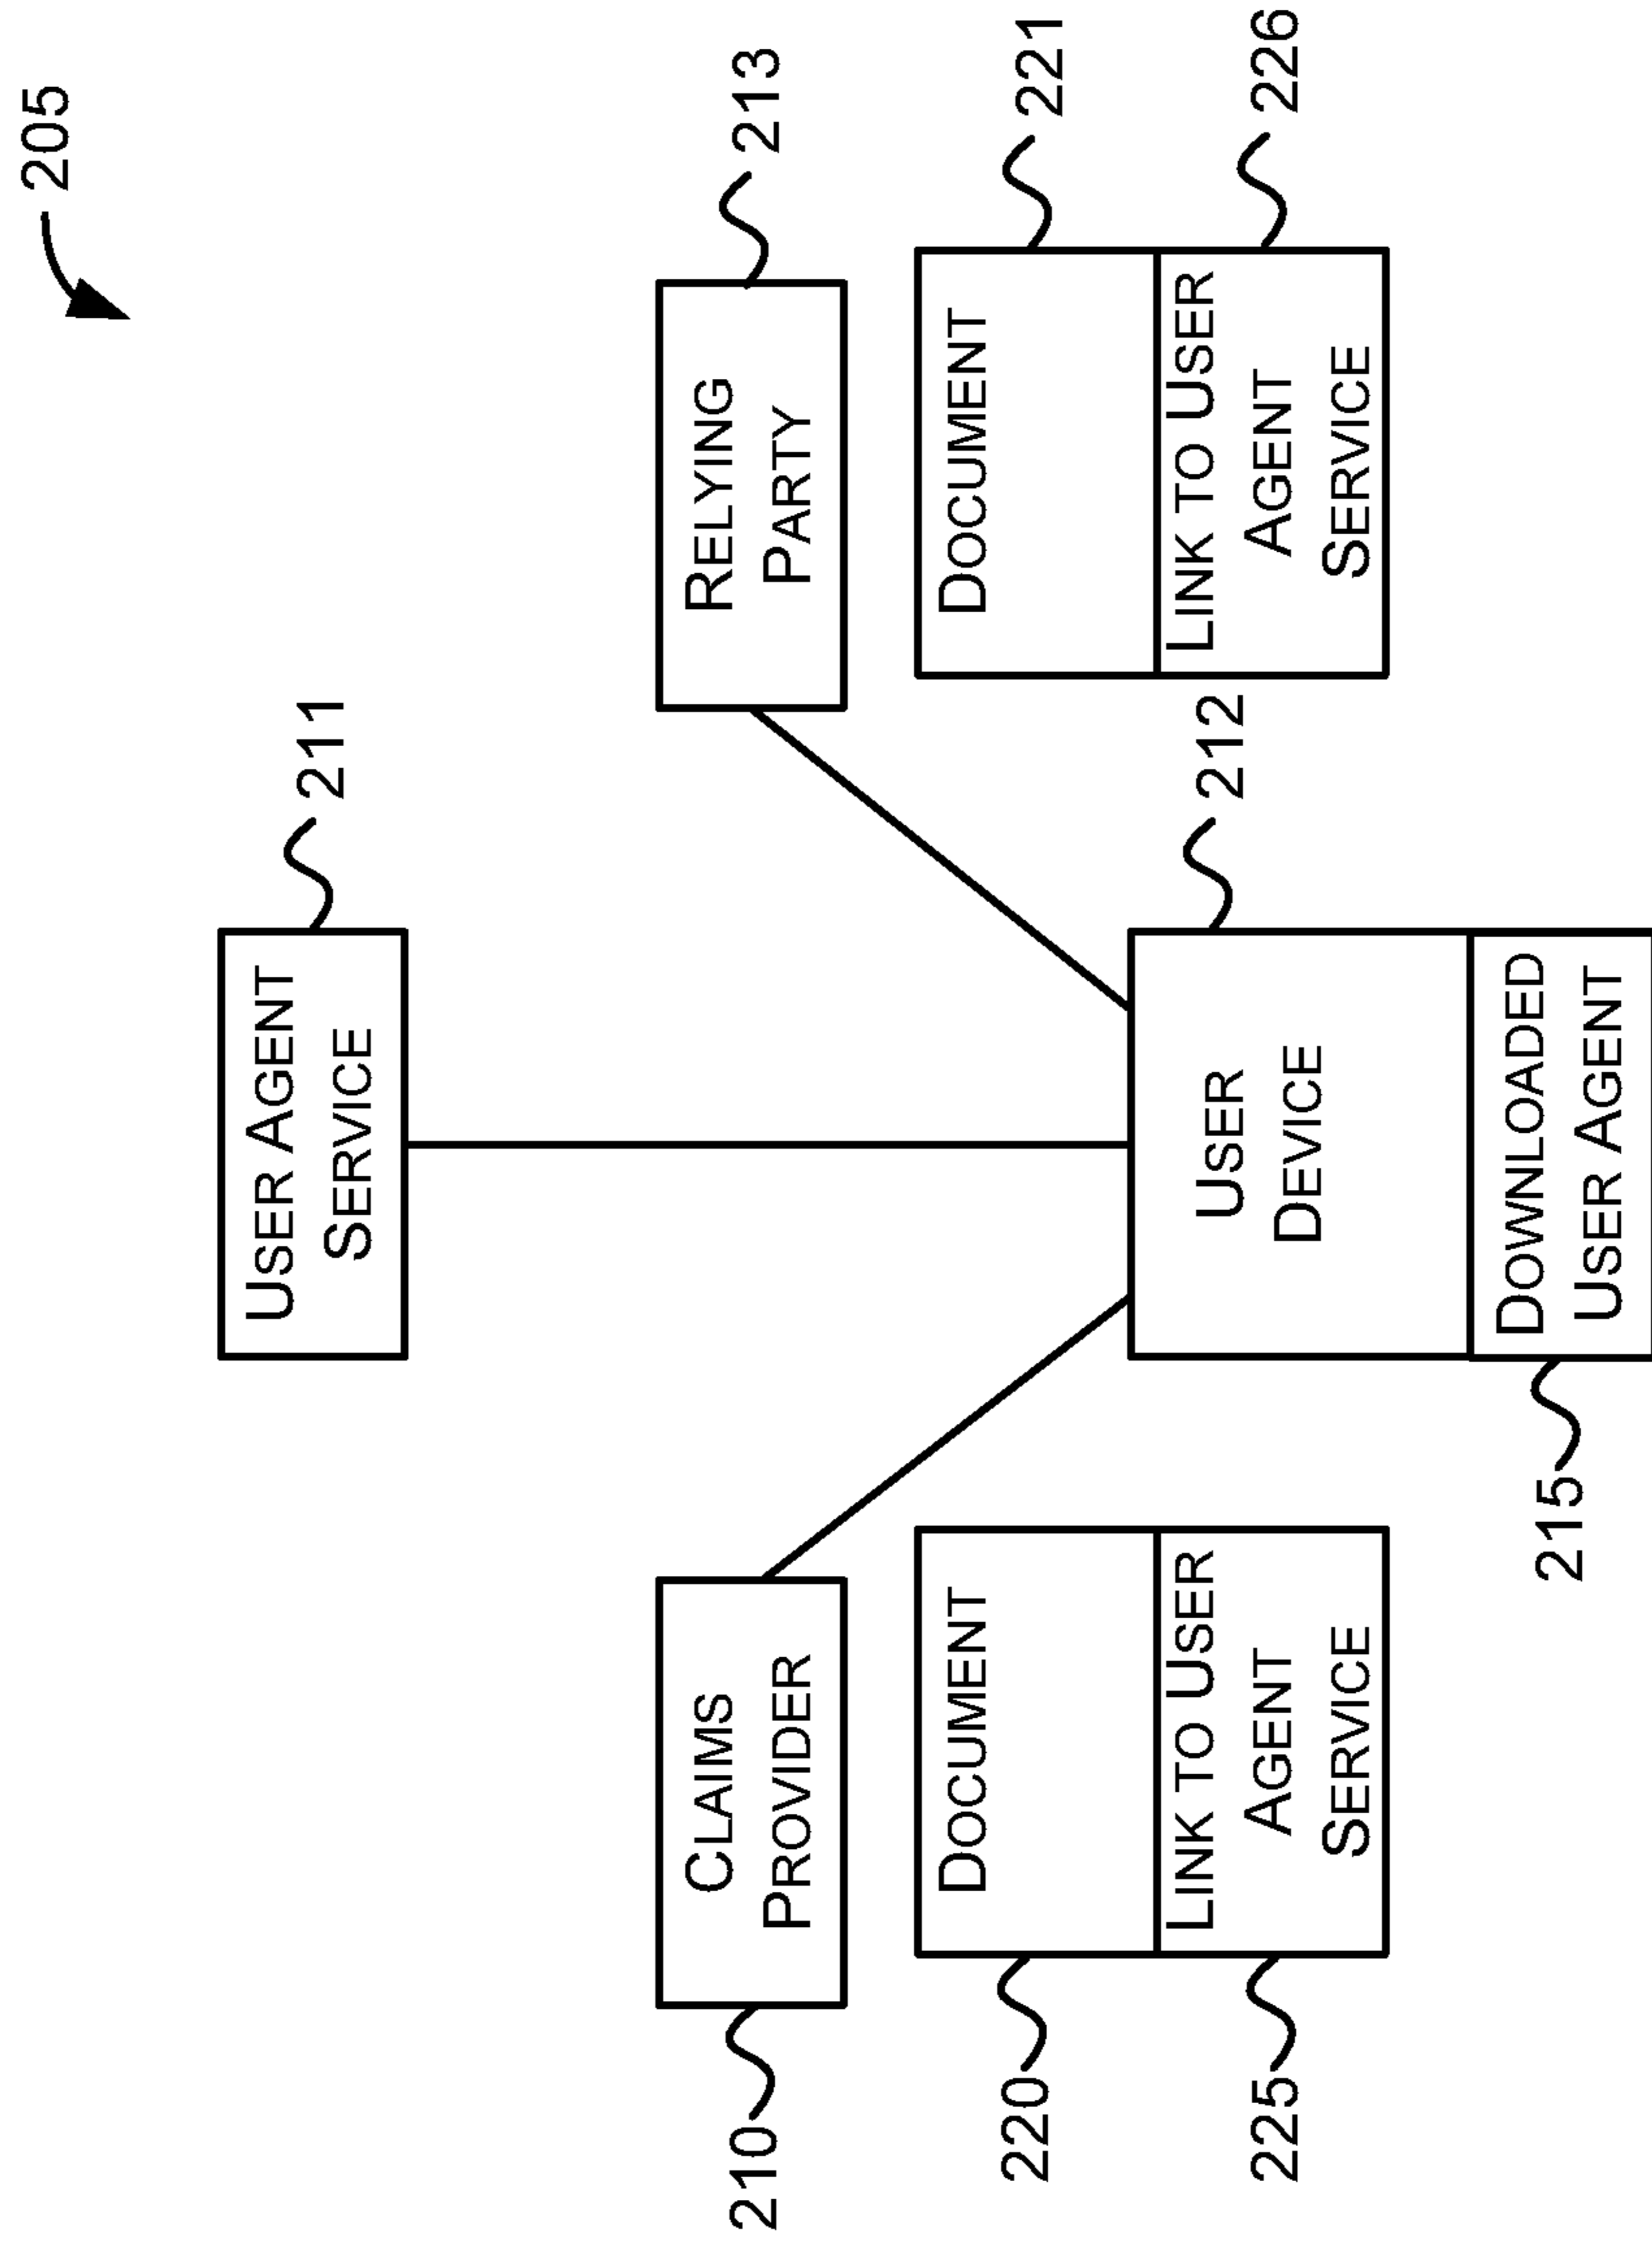 205
USER AGENT
SERVICE
211
CLAIMS
PROVIDER
210
RELYING
PARTY
213
DOCUMENT
220
LINK TO USER
AGENT
SERVICE
225
USER
DEVICE
212
DOWNLOADED
USER AGENT
215
DOCUMENT
221
LINK TO USER
AGENT
SERVICE
226